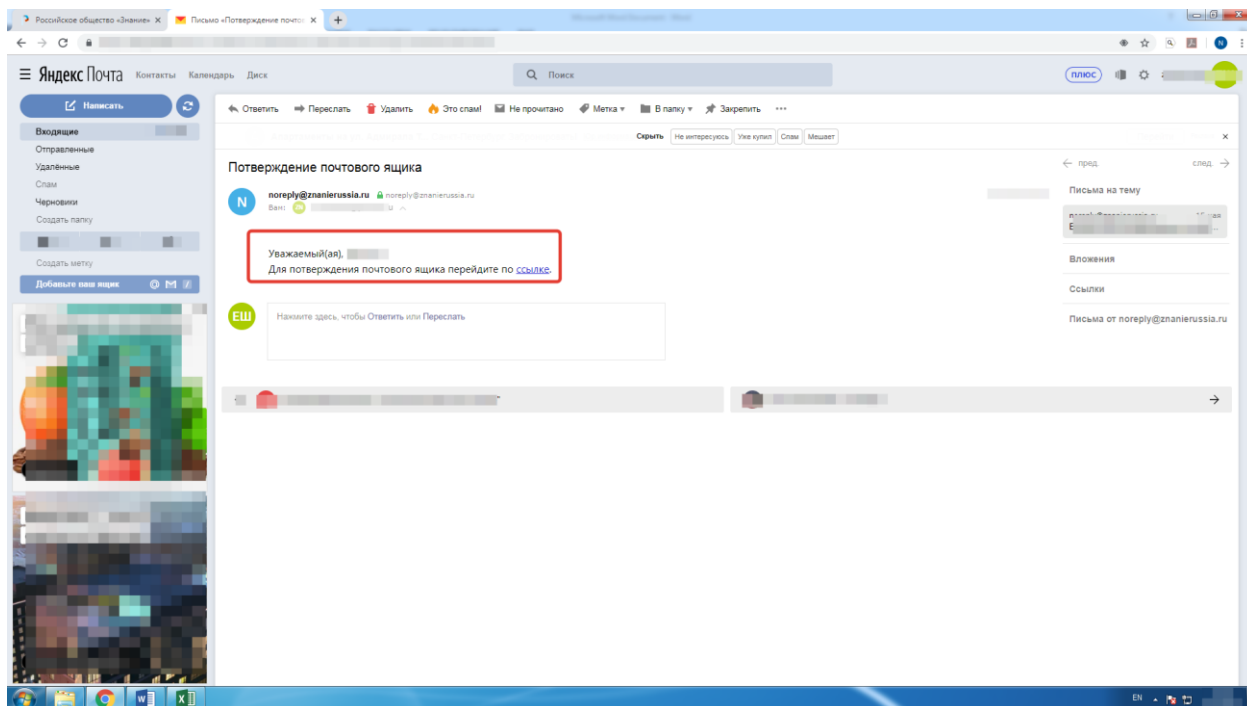 Российское общество «Знание»
Письмо «Потверждение почтов
Яндекс Почта Контакты Календарь Диск
Поиск
плюс
Написать
Ответить Переслать Удалить Это спам! Не прочитано Метка В папку Закрепить
Скрыть Не интересуюсь Уже купил Спам Мешает
Входящие
Отправленные
Удалённые
Спам
Черновики
Создать папку
Создать метку
Добавьте ваш ящик
Потверждение почтового ящика
noreply@znanierussia.ru noreply@znanierussia.ru
Вам:
Уважаемый(ая),
Для потверждения почтового ящика перейдите по ссылке.
ЕШ
Нажмите здесь, чтобы Ответить или Переслать
пред. след.
Письма на тему
Вложения
Ссылки
Письма от noreply@znanierussia.ru
EN